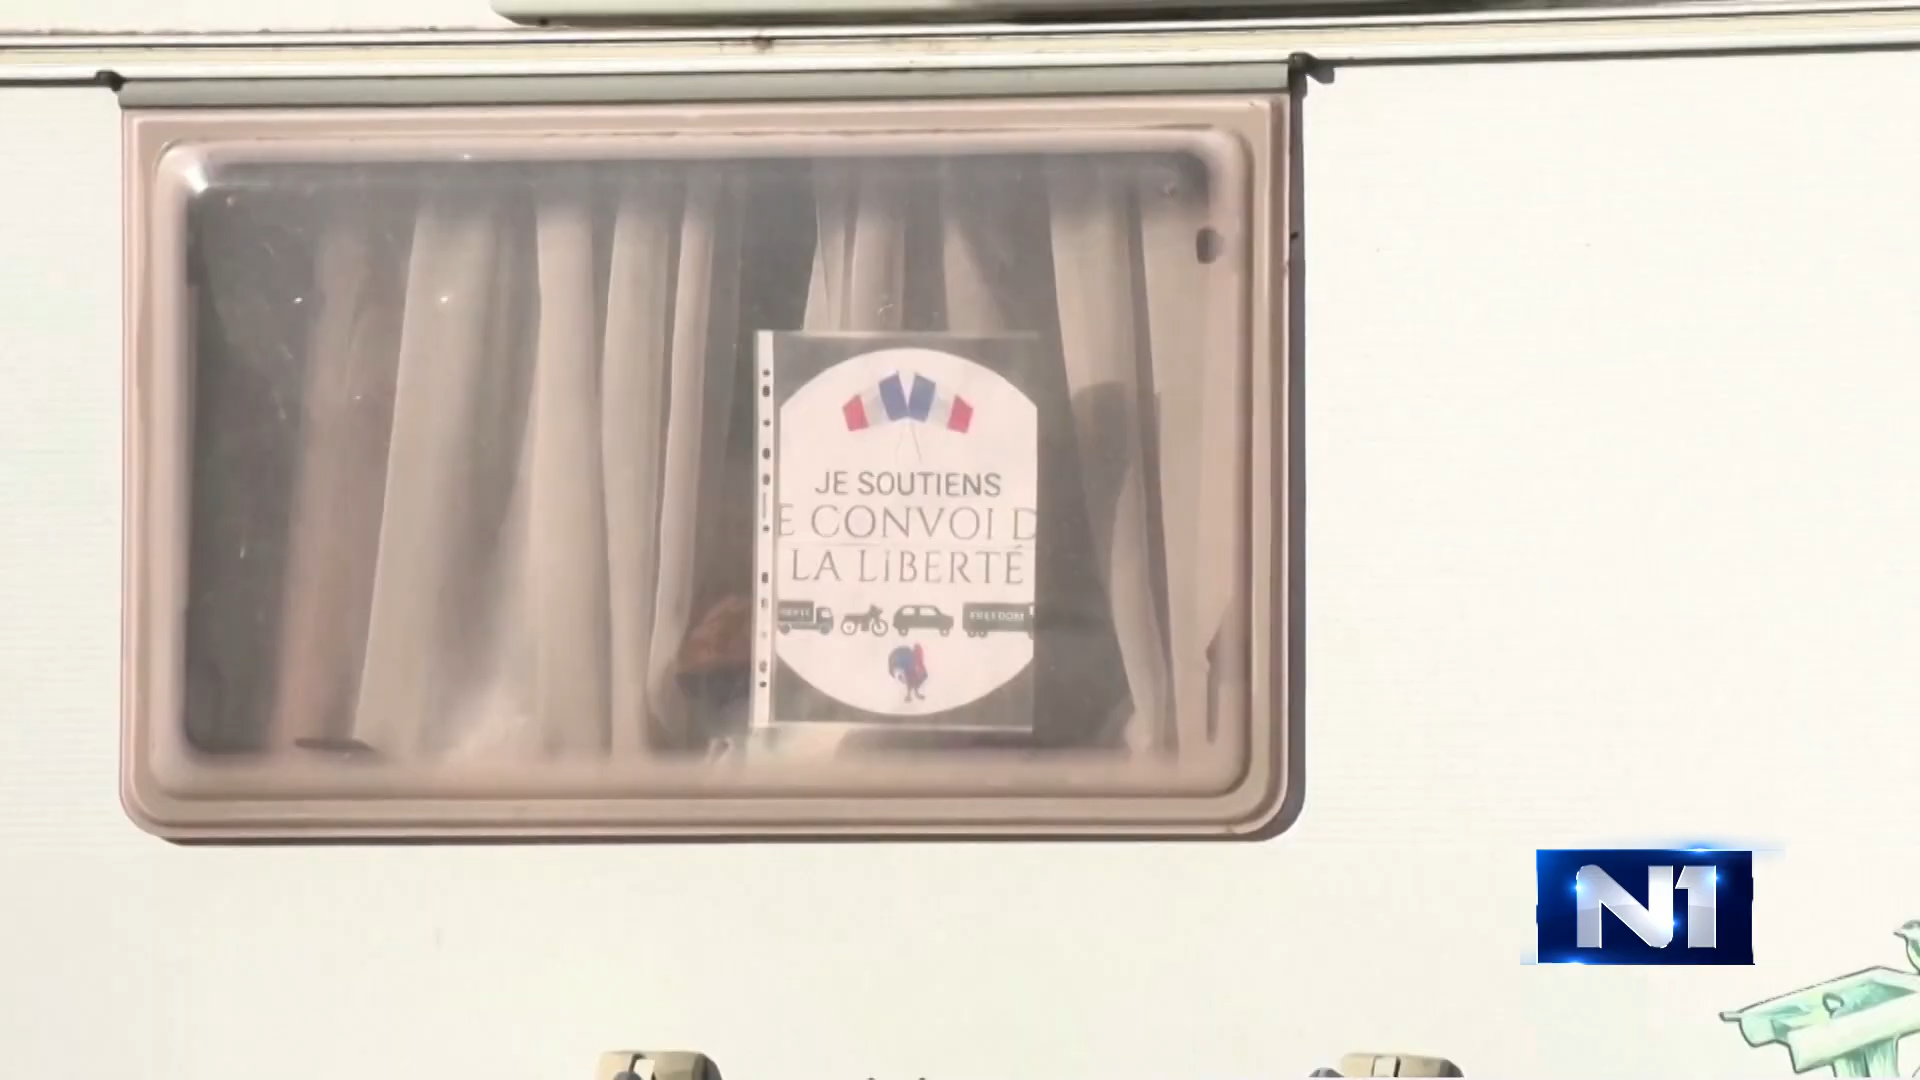 JE SOUTIENS
E CONVOI D
LA LIBERTÉ
FREEDOM
N1